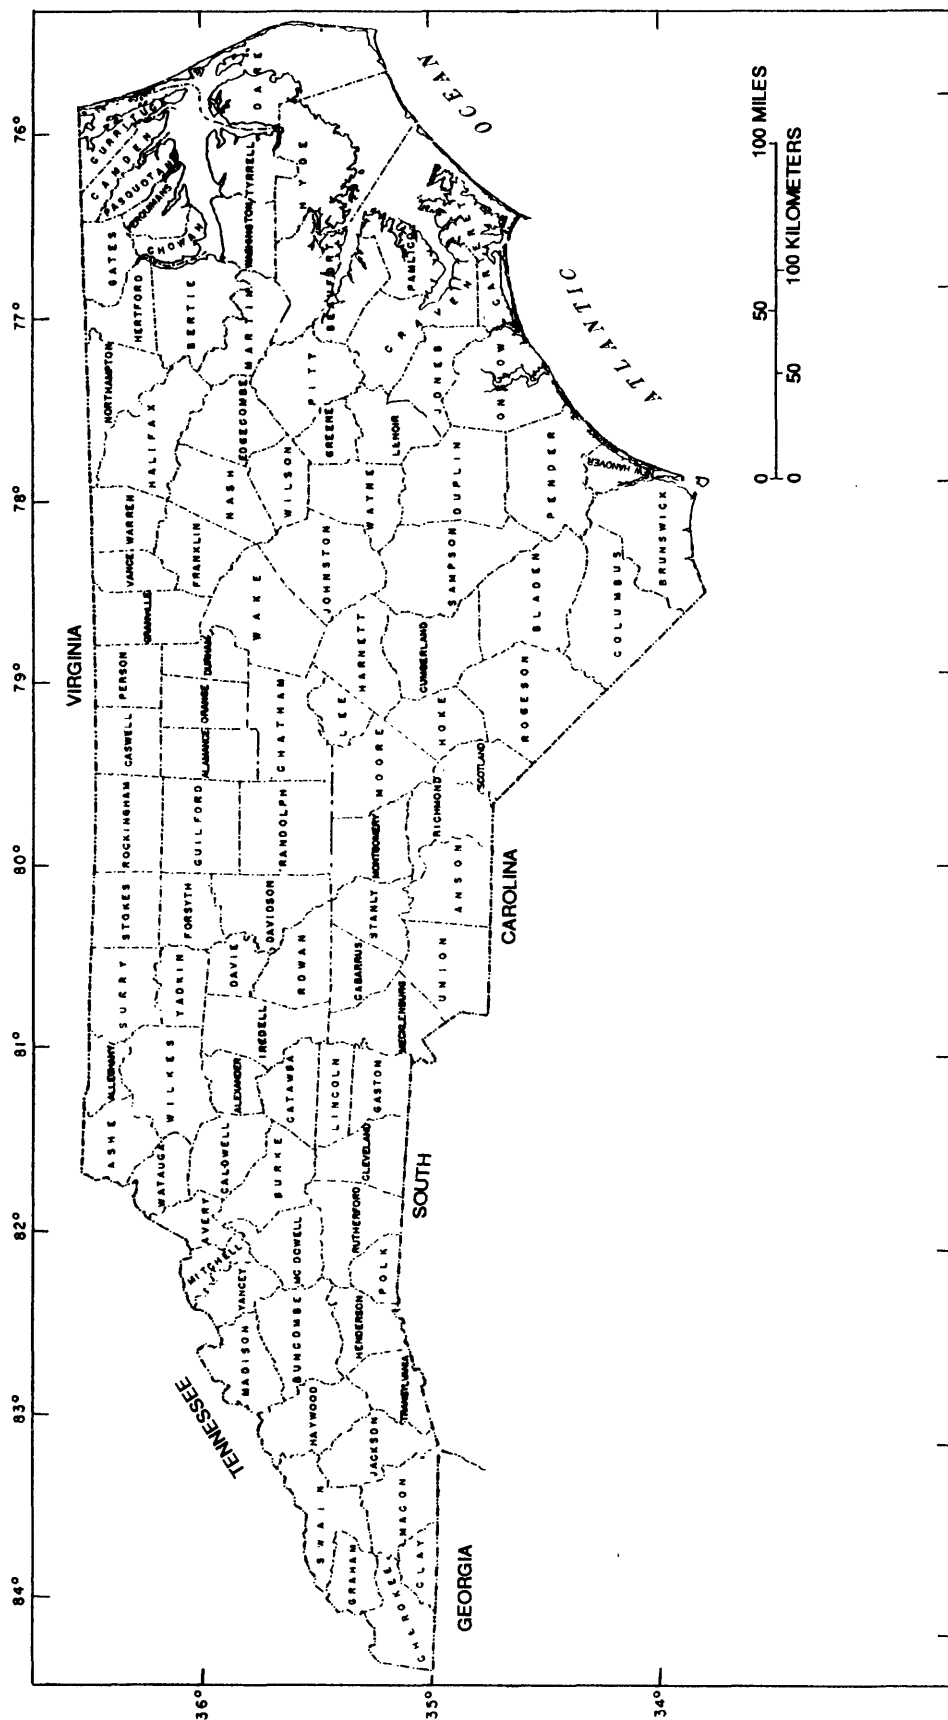 84°
83°
82°
81°
80°
79°
78°
77°
76°
36°
35°
34°
VIRGINIA
TENNESSEE
GEORGIA
SOUTH
CAROLINA
ATLANTIC
OCEAN
0 50 100 MILES
0 50 100 KILOMETERS
CHEROKEE
GRAHAM
CLAY
SWAIN
MACON
JACKSON
HAYWOOD
TRANSYLVANIA
MADISON
BUNCOMBE
HENDERSON
YANCEY
MITCHELL
MC DOWELL
RUTHERFORD
POLK
AVERY
WATAUGA
ASHE
CALDWELL
BURKE
CLEVELAND
ALLEGHANY
WILKES
ALEXANDER
CATAWBA
LINCOLN
GASTON
SURRY
YADKIN
IREDELL
MECKLENBURG
DAVIE
ROWAN
CABARRUS
UNION
STOKES
FORSYTH
DAVIDSON
STANLY
ANSON
ROCKINGHAM
GUILFORD
RANDOLPH
MONTGOMERY
RICHMOND
CASWELL
ALAMANCE
CHATHAM
MOORE
SCOTLAND
PERSON
ORANGE
DURHAM
LEE
HOKE
GRANVILLE
WAKE
HARNETT
CUMBERLAND
ROBESON
VANCE
WARREN
FRANKLIN
JOHNSTON
SAMPSON
BLADEN
COLUMBUS
HALIFAX
NASH
WILSON
WAYNE
DUPLIN
PENDER
BRUNSWICK
NEW HANOVER
NORTHAMPTON
EDGECOMBE
PITT
GREENE
LENOIR
JONES
ONSLOW
HERTFORD
BERTIE
MARTIN
BEAUFORT
CRAVEN
PAMLICO
CARTERET
GATES
CHOWAN
PERQUIMANS
PASQUOTANK
CAMDEN
CURRITUCK
WASHINGTON
TYRRELL
HYDE
DARE